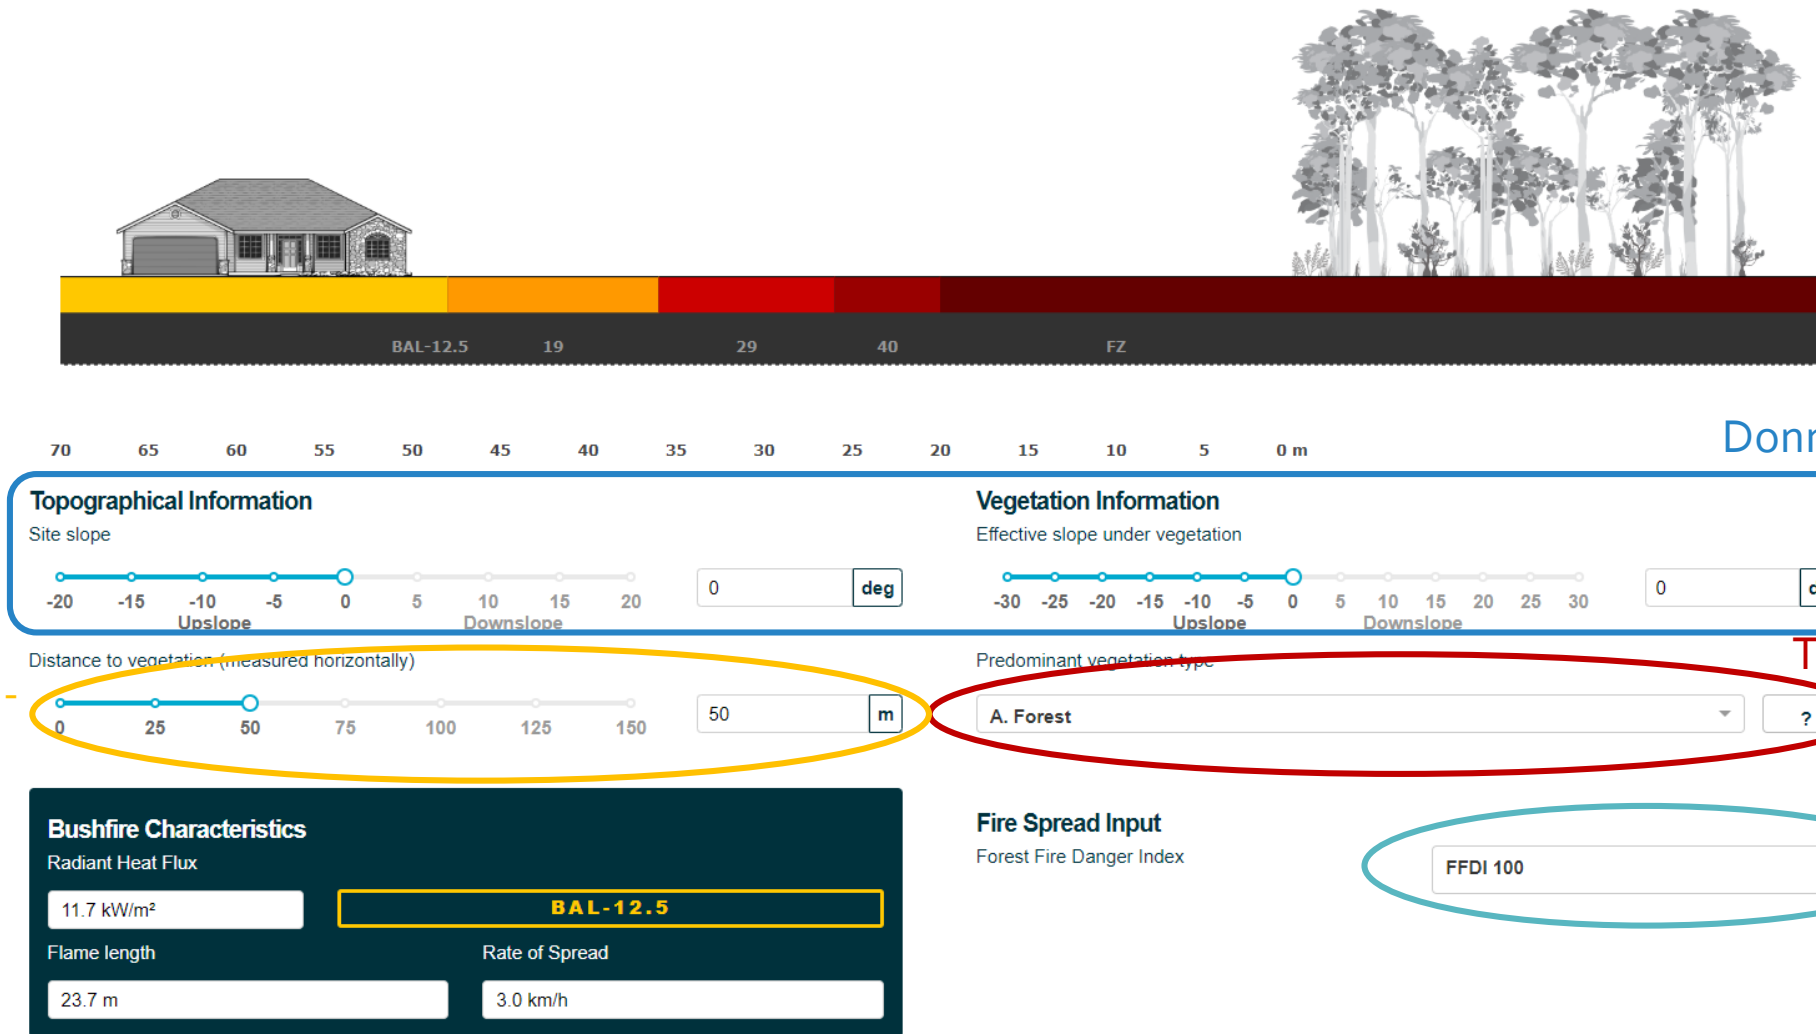 BAL-12.5 19 29 40 FZ
70 65 60 55 50 45 40 35 30 25 20 15 10 5 0 m
Donn
Topographical Information
Site slope
-20 -15 -10 -5 0 5 10 15 20
Upslope Downslope
0 deg
Vegetation Information
Effective slope under vegetation
-30 -25 -20 -15 -10 -5 0 5 10 15 20 25 30
Upslope Downslope
0 d
Distance to vegetation (measured horizontally)
0 25 50 75 100 125 150
50 m
T
Predominant vegetation type
A. Forest
?
Bushfire Characteristics
Radiant Heat Flux
11.7 kW/m²
BAL-12.5
Flame length
23.7 m
Rate of Spread
3.0 km/h
Fire Spread Input
Forest Fire Danger Index
FFDI 100